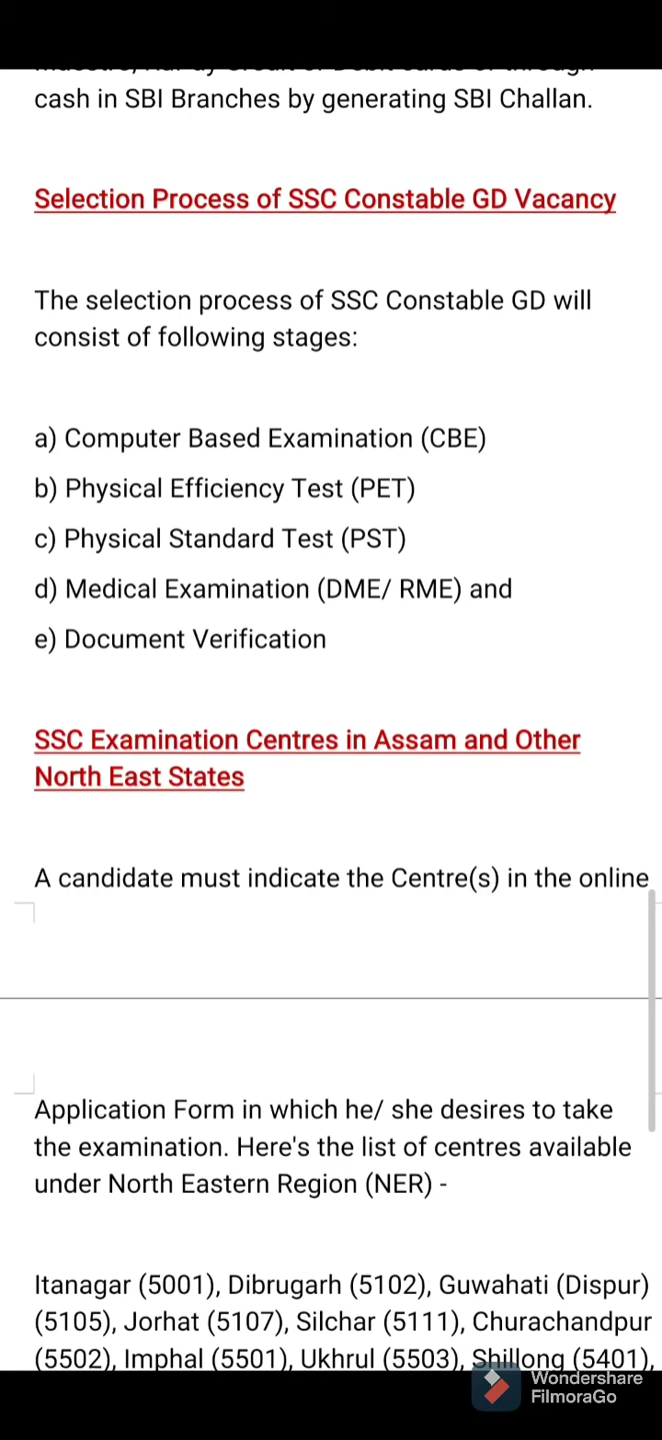 cash in SBI Branches by generating SBI Challan.
Selection Process of SSC Constable GD Vacancy
The selection process of SSC Constable GD will
consist of following stages:
a) Computer Based Examination (CBE)
b) Physical Efficiency Test (PET)
c) Physical Standard Test (PST)
d) Medical Examination (DME/ RME) and
e) Document Verification
SSC Examination Centres in Assam and Other
North East States
A candidate must indicate the Centre(s) in the online
Application Form in which he/ she desires to take
the examination. Here's the list of centres available
under North Eastern Region (NER) -
Itanagar (5001), Dibrugarh (5102), Guwahati (Dispur)
(5105), Jorhat (5107), Silchar (5111), Churachandpur
(5502), Imphal (5501), Ukhrul (5503), Shillong (5401),
Wondershare
FilmoraGo